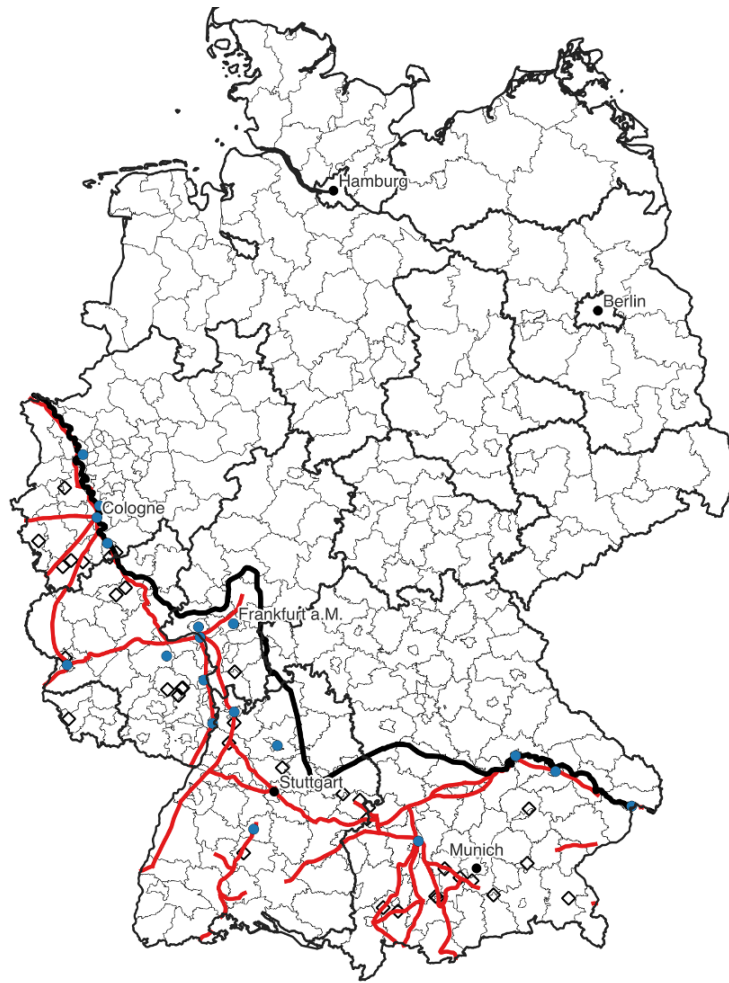 Hamburg
Berlin
Cologne
Frankfurt a.M.
Stuttgart
Munich